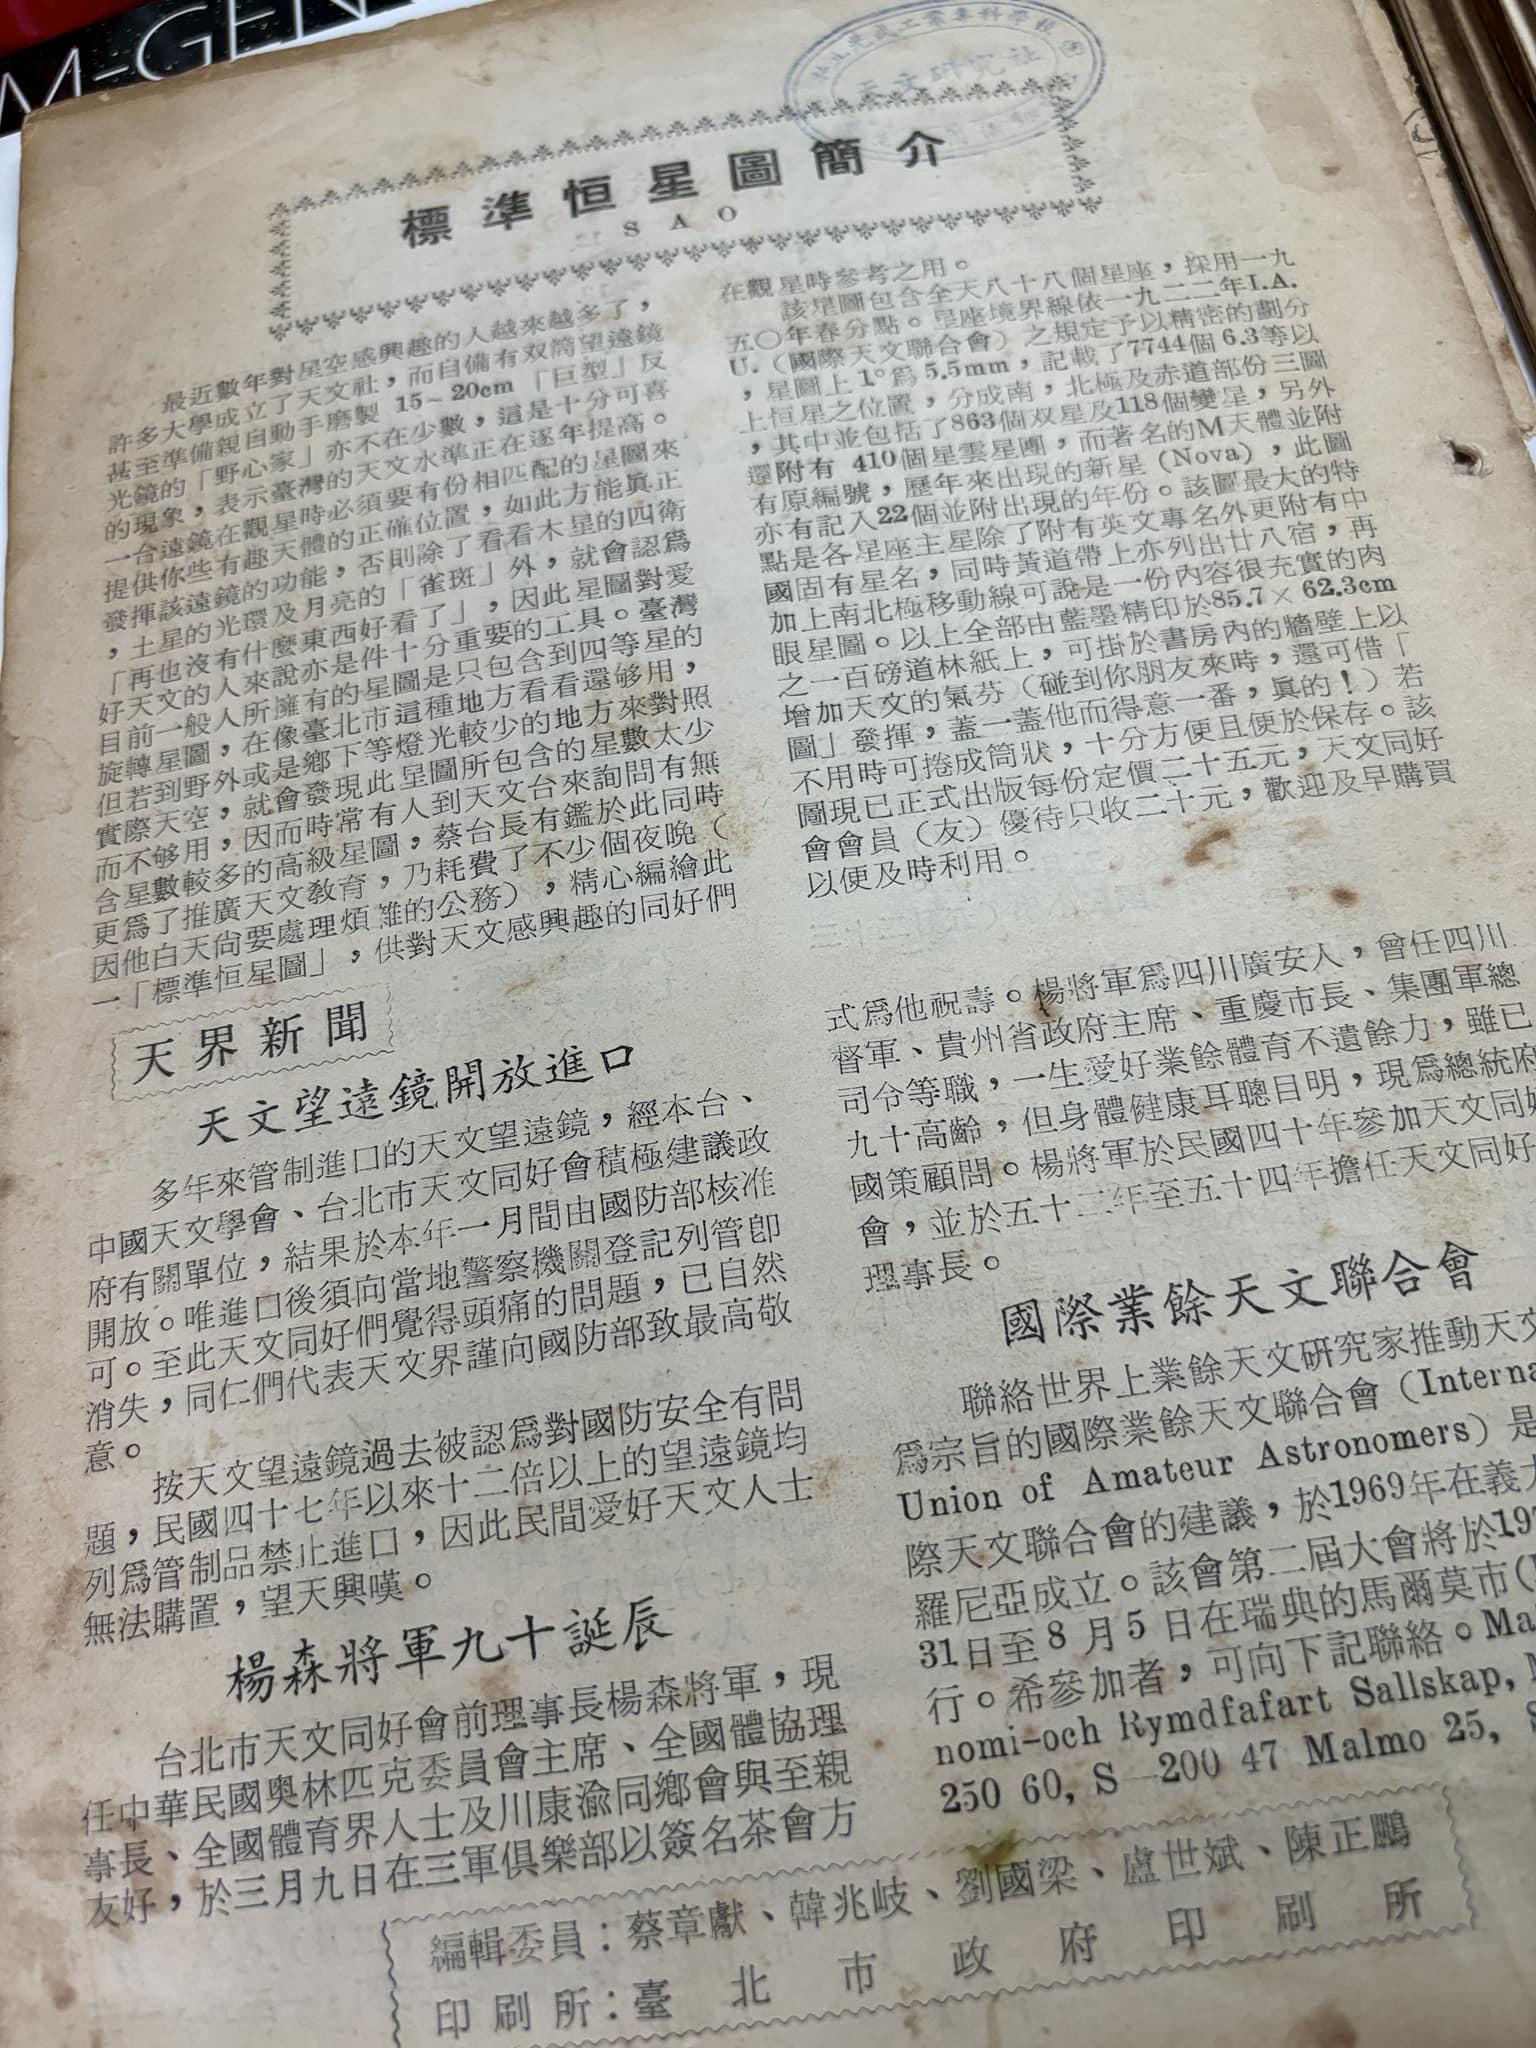 M-GEN
天文研究社
標準恒星圖簡介
SAO
最近數年對星空感興趣的人越來越多了，
許多大學成立了天文社，而自備有双筒望遠鏡
甚至準備親自動手磨製 15~20cm「巨型」反
光鏡的「野心家」亦不在少數，這是十分可喜
的現象，表示臺灣的天文水準正在逐年提高。
一台遠鏡在觀星時必須要有份相匹配的星圖來
提供你些有趣天體的正確位置，如此方能眞正
發揮該遠鏡的功能，否則除了看看木星的四衛
，土星的光環及月亮的「雀斑」外，就會認爲
「再也沒有什麼東西好看了」，因此星圖對愛
好天文的人來說亦是件十分重要的工具。臺灣
目前一般人所擁有的星圖是只包含到四等星的
旋轉星圖，在像臺北市這種地方看看還够用，
但若到野外或是鄉下等燈光較少的地方來對照
實際天空，就會發現此星圖所包含的星數太少
而不够用，因而時常有人到天文台來詢問有無
含星數較多的高級星圖，蔡台長有鑑於此同時
更爲了推廣天文教育，乃耗費了不少個夜晚（
因他白天尙要處理煩雜的公務），精心編繪此
一「標準恒星圖」，供對天文感興趣的同好們
在觀星時參考之用。
該星圖包含全天八十八個星座，採用一九
五〇年春分點。星座境界線依一九二二年I.A.
U.（國際天文聯合會）之規定予以精密的劃分
，星圖上1°爲5.5mm，記載了7744個6.3等以
上恒星之位置，分成南，北極及赤道部份三圖
，其中並包括了863個双星及118個變星，另外
還附有 410個星雲星團，而著名的M天體並附
有原編號，歷年來出現的新星（Nova），此圖
亦有記入22個並附出現的年份。該圖最大的特
點是各星座主星除了附有英文專名外更附有中
國固有星名，同時黃道帶上亦列出廿八宿，再
加上南北極移動線可說是一份內容很充實的肉
眼星圖。以上全部由藍墨精印於85.7×62.3cm
之一百磅道林紙上，可掛於書房內的牆壁上以
增加天文的氣芬（碰到你朋友來時，還可借「
圖」發揮，蓋一蓋他而得意一番，眞的！）若
不用時可捲成筒狀，十分方便且便於保存。該
圖現已正式出版每份定價二十五元，天文同好
會會員（友）優待只收二十元，歡迎及早購買
以便及時利用。
天界新聞
天文望遠鏡開放進口
多年來管制進口的天文望遠鏡，經本台、
中國天文學會、台北市天文同好會積極建議政
府有關單位，結果於本年一月間由國防部核准
開放。唯進口後須向當地警察機關登記列管卽
可。至此天文同好們覺得頭痛的問題，已自然
消失，同仁們代表天文界謹向國防部致最高敬
意。
按天文望遠鏡過去被認爲對國防安全有問
題，民國四十七年以來十二倍以上的望遠鏡均
列爲管制品禁止進口，因此民間愛好天文人士
無法購置，望天興嘆。
楊森將軍九十誕辰
台北市天文同好會前理事長楊森將軍，現
任中華民國奧林匹克委員會主席、全國體協理
事長、全國體育界人士及川康渝同鄉會與至親
友好，於三月九日在三軍俱樂部以簽名茶會方
式爲他祝壽。楊將軍爲四川廣安人，曾任四川
督軍、貴州省政府主席、重慶市長、集團軍總
司令等職，一生愛好業餘體育不遺餘力，雖已
九十高齡，但身體健康耳聰目明，現爲總統府
國策顧問。楊將軍於民國四十年參加天文同好
會，並於五十二年至五十四年擔任天文同好
理事長。
國際業餘天文聯合會
聯絡世界上業餘天文研究家推動天文
爲宗旨的國際業餘天文聯合會（Interna
Union of Amateur Astronomers）是
際天文聯合會的建議，於1969年在義大
羅尼亞成立。該會第二屆大會將於197
31日至8月5日在瑞典的馬爾莫市(
行。希參加者，可向下記聯絡。Ma
nomi-och Rymdfafart Sallskap,
250 60, S—200 47 Malmo 25, S
編輯委員：蔡章獻、韓兆岐、劉國梁、盧世斌、陳正鵬
印刷所：臺北市政府印刷所